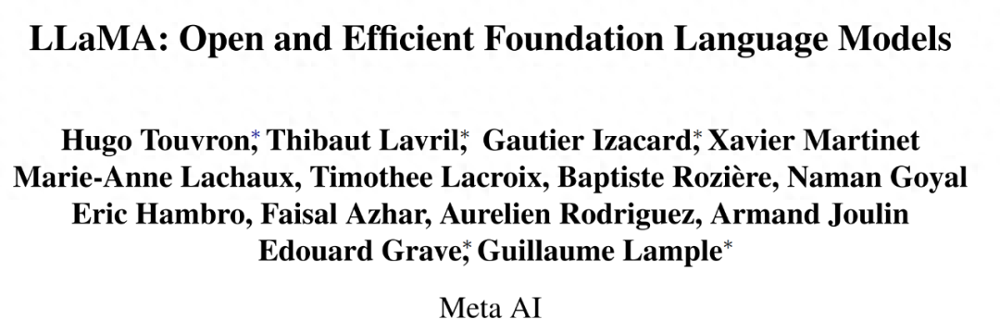 LLaMA: Open and Efficient Foundation Language Models
Hugo Touvron*, Thibaut Lavril*, Gautier Izacard*, Xavier Martinet
Marie-Anne Lachaux, Timothee Lacroix, Baptiste Rozière, Naman Goyal
Eric Hambro, Faisal Azhar, Aurelien Rodriguez, Armand Joulin
Edouard Grave*, Guillaume Lample*
Meta AI